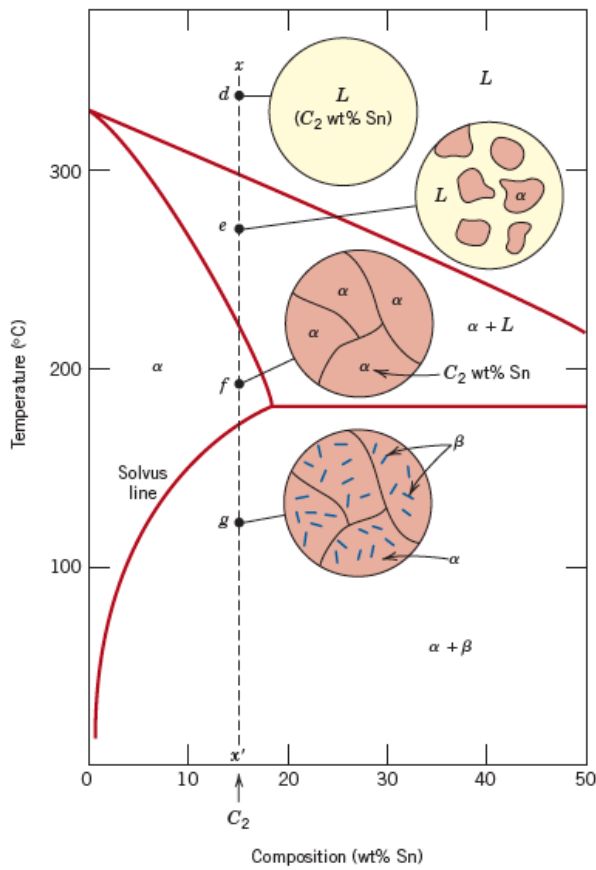 x
d
L
(C₂ wt% Sn)
L
300
e
L
α
α
α
α
α
α + L
C₂ wt% Sn
200
α
f
Temperature (°C)
Solvus
line
β
g
α
100
α + β
x′
0
10
20
30
40
50
C₂
Composition (wt% Sn)